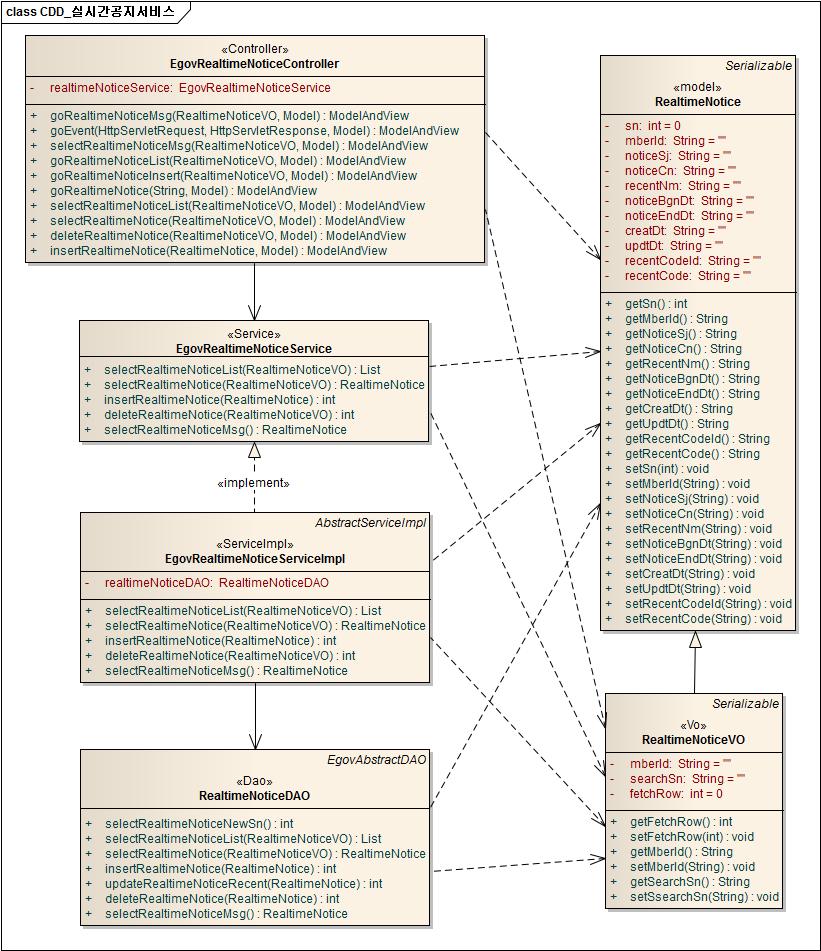 class CDD_실시간공지서비스
«Controller»
EgovRealtimeNoticeController
- realtimeNoticeService: EgovRealtimeNoticeService
+ goRealtimeNoticeMsg(RealtimeNoticeVO, Model) : ModelAndView
+ goEvent(HttpServletRequest, HttpServletResponse, Model) : ModelAndView
+ selectRealtimeNoticeMsg(RealtimeNoticeVO, Model) : ModelAndView
+ goRealtimeNoticeList(RealtimeNoticeVO, Model) : ModelAndView
+ goRealtimeNoticeInsert(RealtimeNoticeVO, Model) : ModelAndView
+ goRealtimeNotice(String, Model) : ModelAndView
+ selectRealtimeNoticeList(RealtimeNoticeVO, Model) : ModelAndView
+ selectRealtimeNotice(RealtimeNoticeVO, Model) : ModelAndView
+ deleteRealtimeNotice(RealtimeNoticeVO, Model) : ModelAndView
+ insertRealtimeNotice(RealtimeNotice, Model) : ModelAndView
«Service»
EgovRealtimeNoticeService
+ selectRealtimeNoticeList(RealtimeNoticeVO) : List
+ selectRealtimeNotice(RealtimeNoticeVO) : RealtimeNotice
+ insertRealtimeNotice(RealtimeNotice) : int
+ deleteRealtimeNotice(RealtimeNoticeVO) : int
+ selectRealtimeNoticeMsg() : RealtimeNotice
«implement»
AbstractServiceImpl
«ServiceImpl»
EgovRealtimeNoticeServiceImpl
- realtimeNoticeDAO: RealtimeNoticeDAO
+ selectRealtimeNoticeList(RealtimeNoticeVO) : List
+ selectRealtimeNotice(RealtimeNoticeVO) : RealtimeNotice
+ insertRealtimeNotice(RealtimeNotice) : int
+ deleteRealtimeNotice(RealtimeNoticeVO) : int
+ selectRealtimeNoticeMsg() : RealtimeNotice
EgovAbstractDAO
«Dao»
RealtimeNoticeDAO
+ selectRealtimeNoticeNewSn() : int
+ selectRealtimeNoticeList(RealtimeNoticeVO) : List
+ selectRealtimeNotice(RealtimeNoticeVO) : RealtimeNotice
+ insertRealtimeNotice(RealtimeNotice) : int
+ updateRealtimeNoticeRecent(RealtimeNotice) : int
+ deleteRealtimeNotice(RealtimeNotice) : int
+ selectRealtimeNoticeMsg() : RealtimeNotice
Serializable
«model»
RealtimeNotice
- sn: int = 0
- mberId: String = ""
- noticeSj: String = ""
- noticeCn: String = ""
- recentNm: String = ""
- noticeBgnDt: String = ""
- noticeEndDt: String = ""
- creatDt: String = ""
- updtDt: String = ""
- recentCodeId: String = ""
- recentCode: String = ""
+ getSn() : int
+ getMberId() : String
+ getNoticeSj() : String
+ getNoticeCn() : String
+ getRecentNm() : String
+ getNoticeBgnDt() : String
+ getNoticeEndDt() : String
+ getCreatDt() : String
+ getUpdtDt() : String
+ getRecentCodeId() : String
+ getRecentCode() : String
+ setSn(int) : void
+ setMberId(String) : void
+ setNoticeSj(String) : void
+ setNoticeCn(String) : void
+ setRecentNm(String) : void
+ setNoticeBgnDt(String) : void
+ setNoticeEndDt(String) : void
+ setCreatDt(String) : void
+ setUpdtDt(String) : void
+ setRecentCodeId(String) : void
+ setRecentCode(String) : void
Serializable
«Vo»
RealtimeNoticeVO
- mberId: String = ""
- searchSn: String = ""
- fetchRow: int = 0
+ getFetchRow() : int
+ setFetchRow(int) : void
+ getMberId() : String
+ setMberId(String) : void
+ getSearchSn() : String
+ setSsearchSn(String) : void